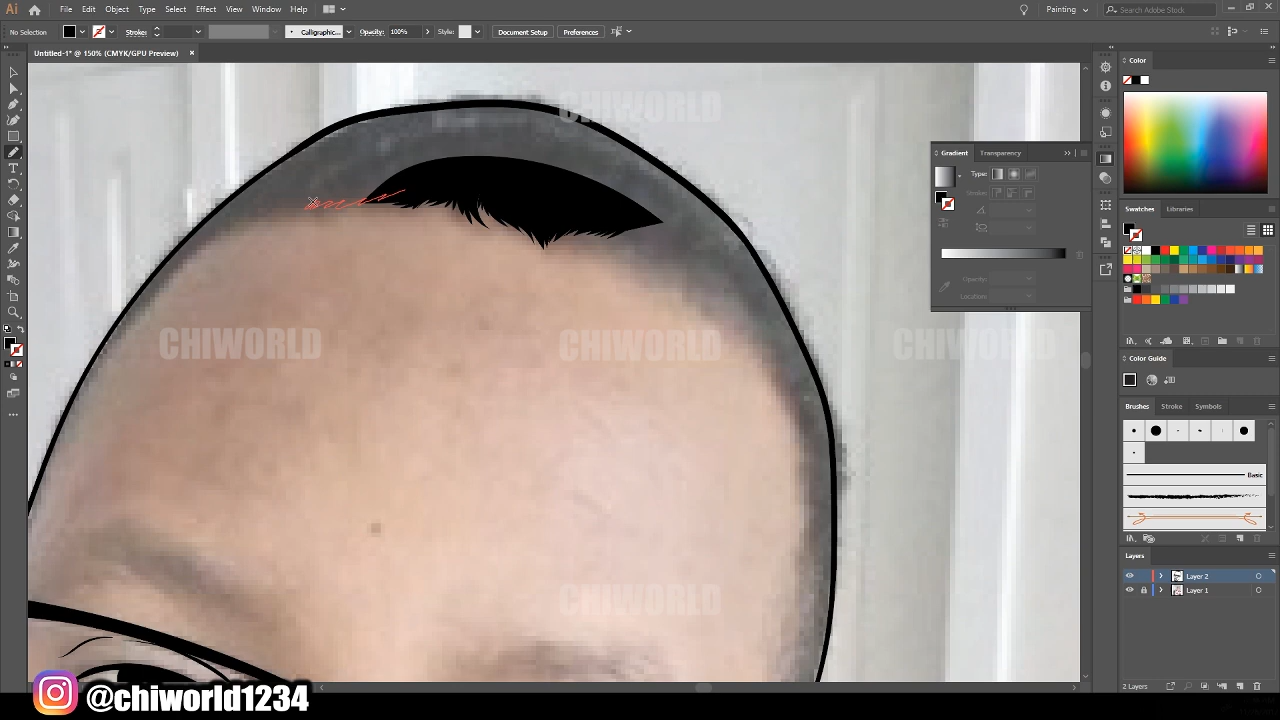 Ai File Edit Object Type Select Effect View Window Help Painting Search Adobe Stock
No Selection Stroke: Calligraphic... Opacity: 100% Style: Document Setup Preferences
Untitled-1* @ 150% (CMYK/GPU Preview) ×
Color
CHIWORLD
Gradient Transparency
Type:
Stroke:
Opacity:
Location:
Swatches Libraries
CHIWORLD CHIWORLD CHIWORLD
Color Guide
Brushes Stroke Symbols
Basic
Layers
Layer 2
Layer 1
CHIWORLD
2 Layers
@chiworld1234